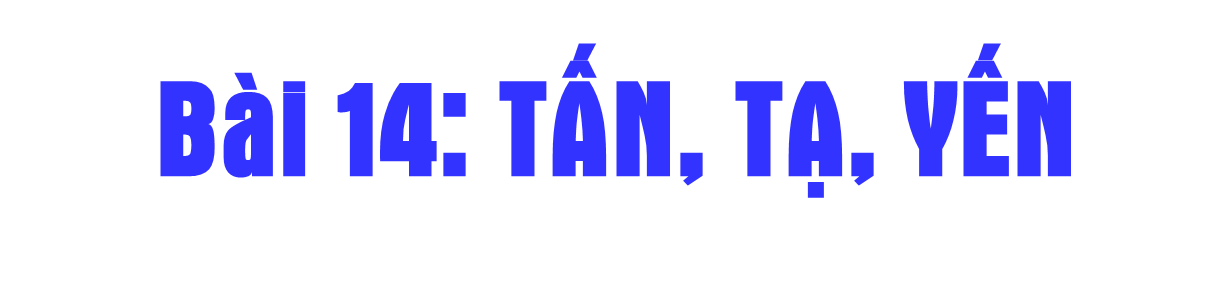 Bài 14: TẤN, TẠ, YẾN